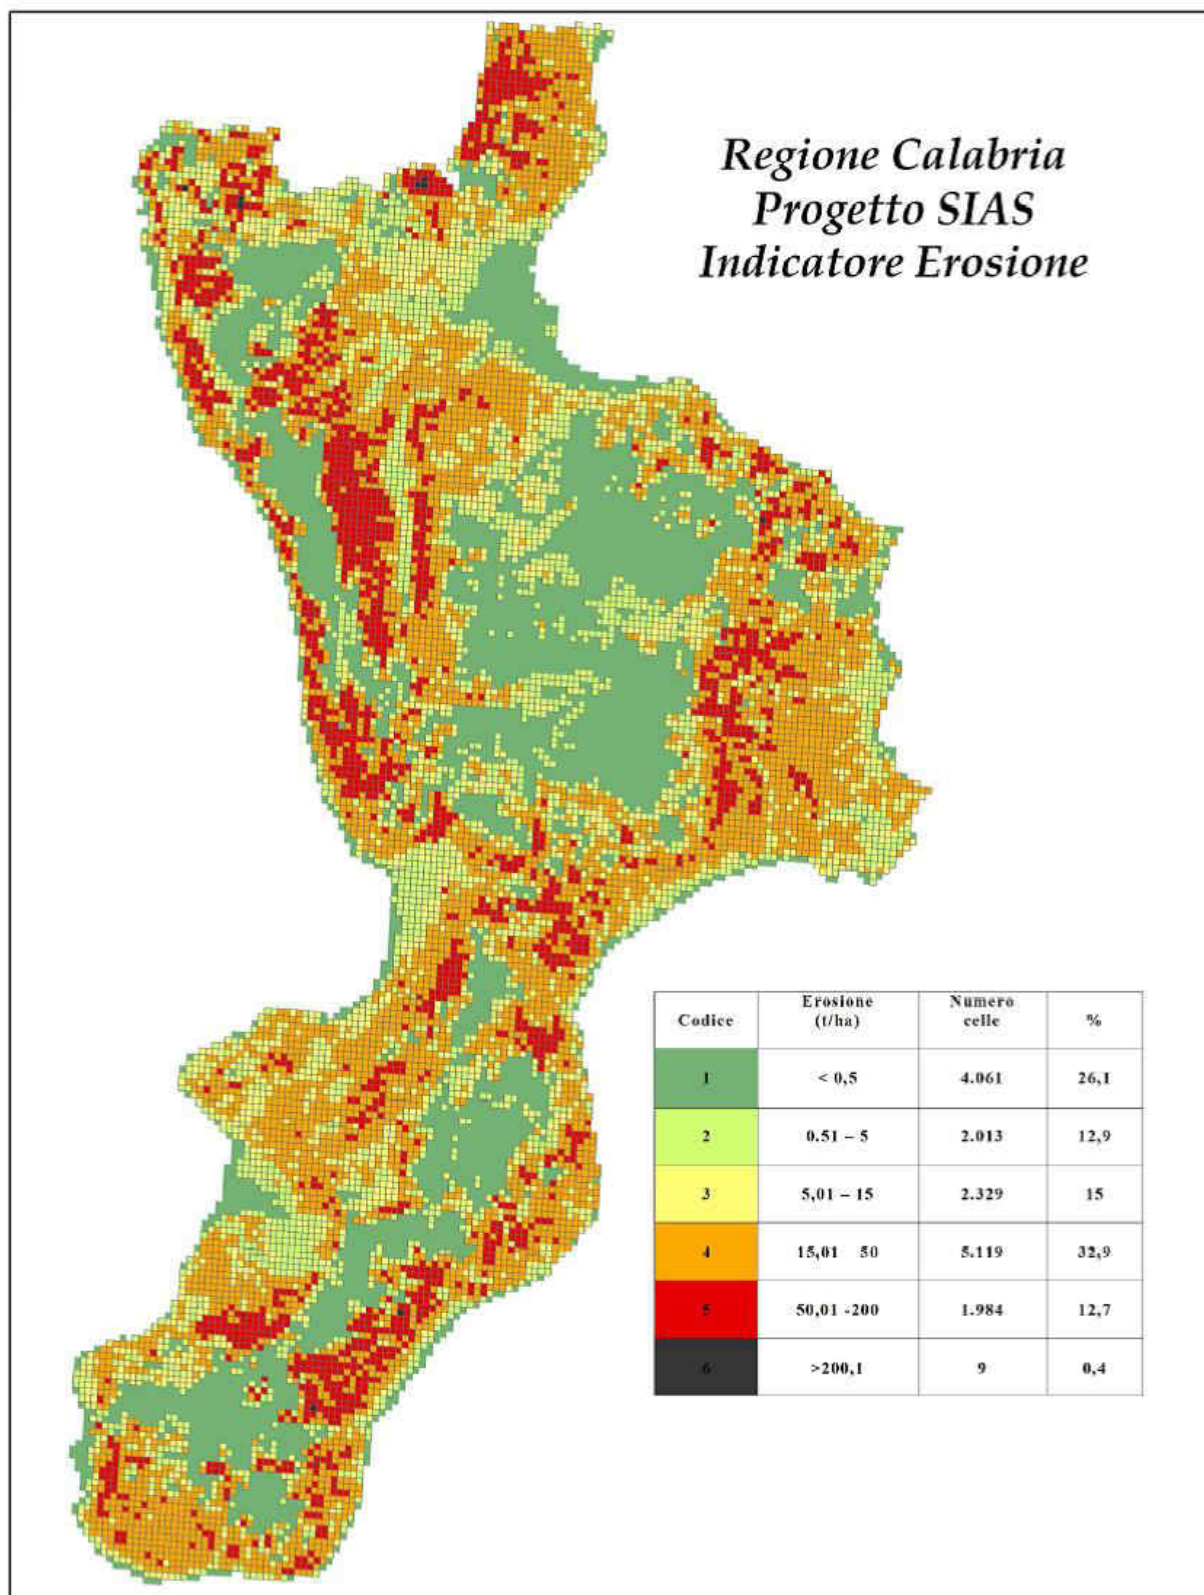 Regione Calabria
Progetto SIAS
Indicatore Erosione
Codice Erosione (t/ha) Numero celle %
1 < 0,5 4.061 26,1
2 0.51 – 5 2.013 12,9
3 5,01 – 15 2.329 15
4 15,01 50 5.119 32,9
5 50,01 -200 1.984 12,7
6 >200,1 9 0,4